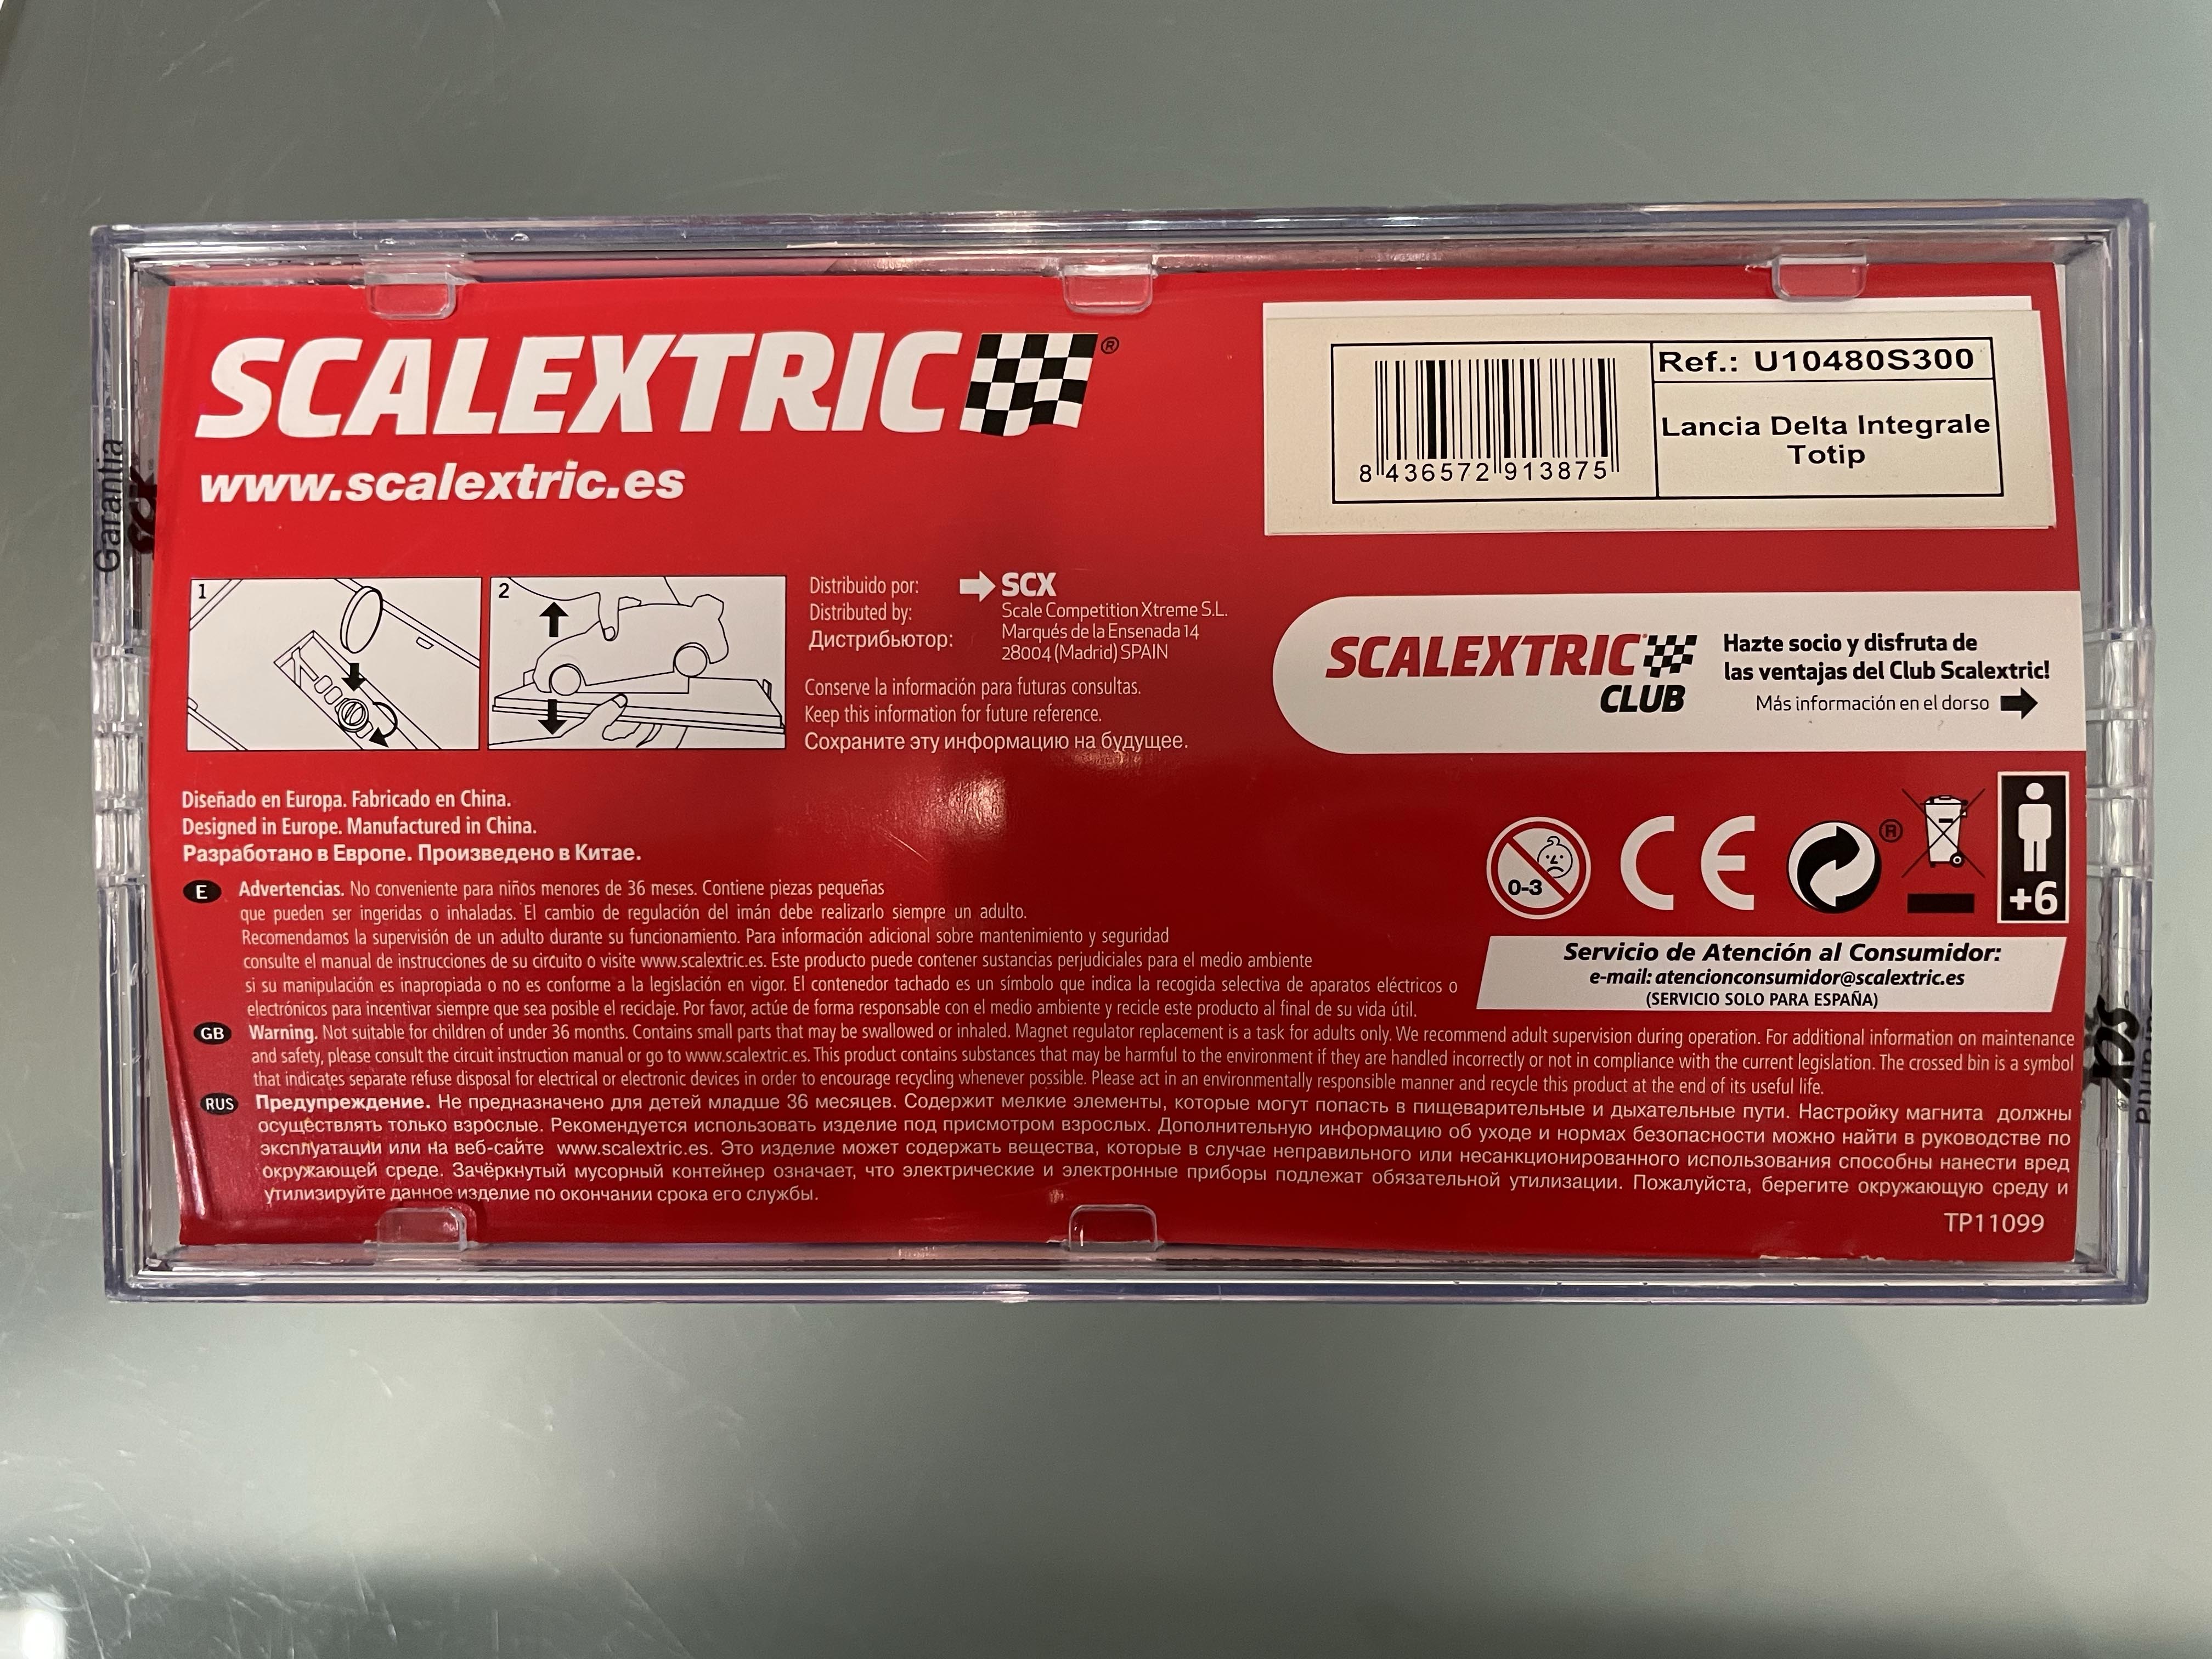 SCALEXTRIC®
www.scalextric.es
8 436572 913875
Ref.: U10480S300
Lancia Delta Integrale
Totip
Garantia
scx
1
2
Distribuido por:
Distributed by:
Дистрибьютор:
SCX
Scale Competition Xtreme S.L.
Marqués de la Ensenada 14
28004 (Madrid) SPAIN
Conserve la información para futuras consultas.
Keep this information for future reference.
Сохраните эту информацию на будущее.
SCALEXTRIC
CLUB
Hazte socio y disfruta de
las ventajas del Club Scalextric!
Más información en el dorso
Diseñado en Europa. Fabricado en China.
Designed in Europe. Manufactured in China.
Разработано в Европе. Произведено в Китае.
0-3
CE
®
+6
Servicio de Atención al Consumidor:
e-mail: atencionconsumidor@scalextric.es
(SERVICIO SOLO PARA ESPAÑA)
E Advertencias. No conveniente para niños menores de 36 meses. Contiene piezas pequeñas
que pueden ser ingeridas o inhaladas. El cambio de regulación del imán debe realizarlo siempre un adulto.
Recomendamos la supervisión de un adulto durante su funcionamiento. Para información adicional sobre mantenimiento y seguridad
consulte el manual de instrucciones de su circuito o visite www.scalextric.es. Este producto puede contener sustancias perjudiciales para el medio ambiente
si su manipulación es inapropiada o no es conforme a la legislación en vigor. El contenedor tachado es un símbolo que indica la recogida selectiva de aparatos eléctricos o
electrónicos para incentivar siempre que sea posible el reciclaje. Por favor, actúe de forma responsable con el medio ambiente y recicle este producto al final de su vida útil.
GB Warning. Not suitable for children of under 36 months. Contains small parts that may be swallowed or inhaled. Magnet regulator replacement is a task for adults only. We recommend adult supervision during operation. For additional information on maintenance
and safety, please consult the circuit instruction manual or go to www.scalextric.es. This product contains substances that may be harmful to the environment if they are handled incorrectly or not in compliance with the current legislation. The crossed bin is a symbol
that indicates separate refuse disposal for electrical or electronic devices in order to encourage recycling whenever possible. Please act in an environmentally responsible manner and recycle this product at the end of its useful life.
RUS Предупреждение. Не предназначено для детей младше 36 месяцев. Содержит мелкие элементы, которые могут попасть в пищеварительные и дыхательные пути. Настройку магнита должны
осуществлять только взрослые. Рекомендуется использовать изделие под присмотром взрослых. Дополнительную информацию об уходе и нормах безопасности можно найти в руководстве по
эксплуатации или на веб-сайте www.scalextric.es. Это изделие может содержать вещества, которые в случае неправильного или несанкционированного использования способны нанести вред
окружающей среде. Зачёркнутый мусорный контейнер означает, что электрические и электронные приборы подлежат обязательной утилизации. Пожалуйста, берегите окружающую среду и
утилизируйте данное изделие по окончании срока его службы.
TP11099
scx